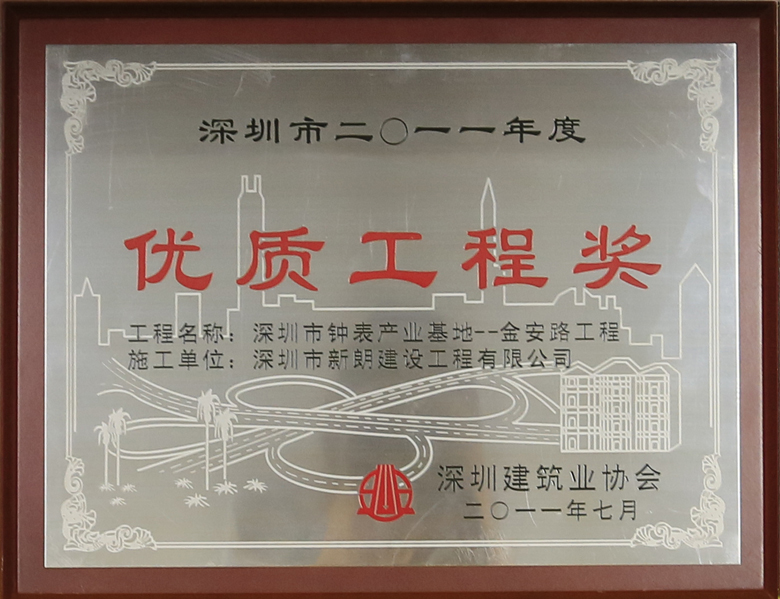 深圳市二〇一一年度
优质工程奖
工程名称：深圳市钟表产业基地--金安路工程
施工单位：深圳市新朗建设工程有限公司
深圳建筑业协会
二〇一一年七月